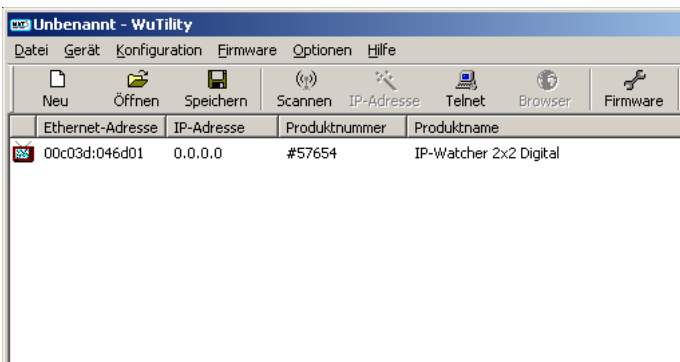 Unbenannt - WuTility
Datei Gerät Konfiguration Firmware Optionen Hilfe
Neu Öffnen Speichern Scannen IP-Adresse Telnet Browser Firmware
Ethernet-Adresse IP-Adresse Produktnummer Produktname
00c03d:046d01 0.0.0.0 #57654 IP-Watcher 2x2 Digital